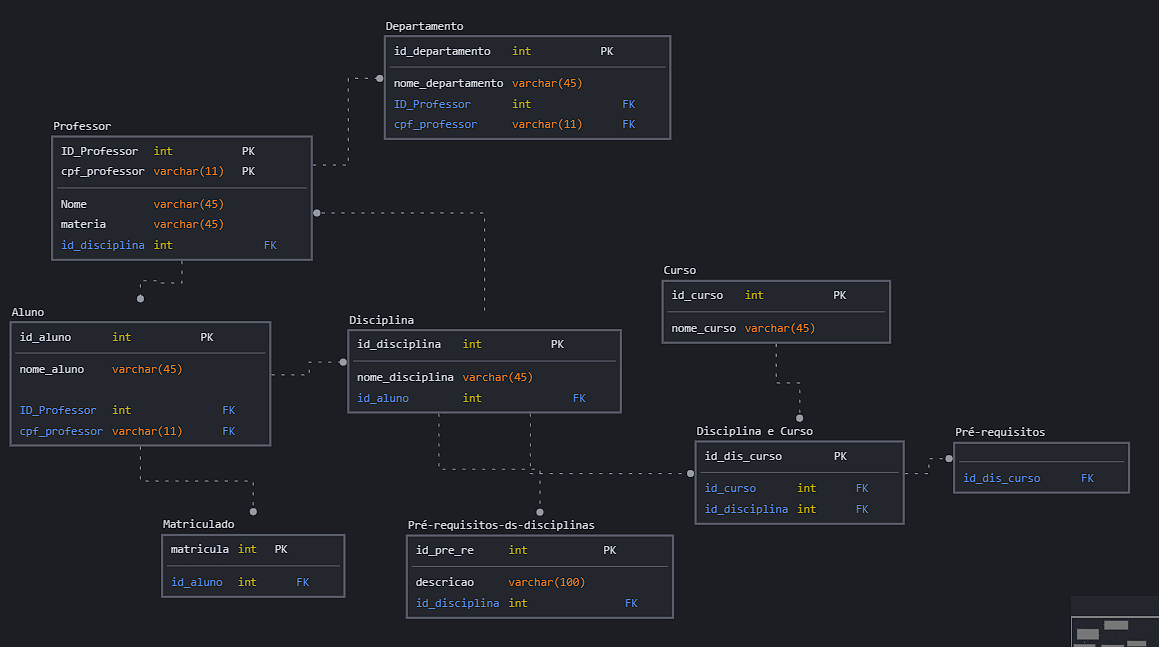 Departamento
id_departamento int PK
nome_departamento varchar(45)
ID_Professor int FK
cpf_professor varchar(11) FK
Professor
ID_Professor int PK
cpf_professor varchar(11) PK
Nome varchar(45)
materia varchar(45)
id_disciplina int FK
Curso
id_curso int PK
nome_curso varchar(45)
Aluno
id_aluno int PK
nome_aluno varchar(45)
ID_Professor int FK
cpf_professor varchar(11) FK
Disciplina
id_disciplina int PK
nome_disciplina varchar(45)
id_aluno int FK
Disciplina e Curso
id_dis_curso PK
id_curso int FK
id_disciplina int FK
Pré-requisitos
id_dis_curso FK
Matriculado
matricula int PK
id_aluno int FK
Pré-requisitos-ds-disciplinas
id_pre_re int PK
descricao varchar(100)
id_disciplina int FK